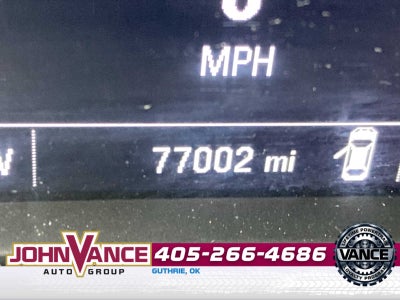 MPH
77002 mi
JOHN VANCE
AUTO GROUP
405-266-4686
GUTHRIE, OK
VANCE